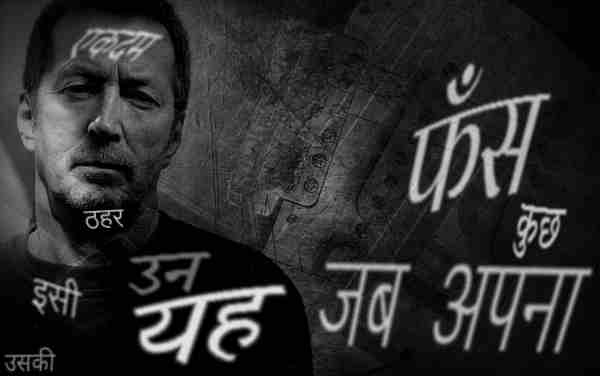 एकदम
फँस
ठहर
कुछ
उन
इसी
यह
जब अपना
उसकी